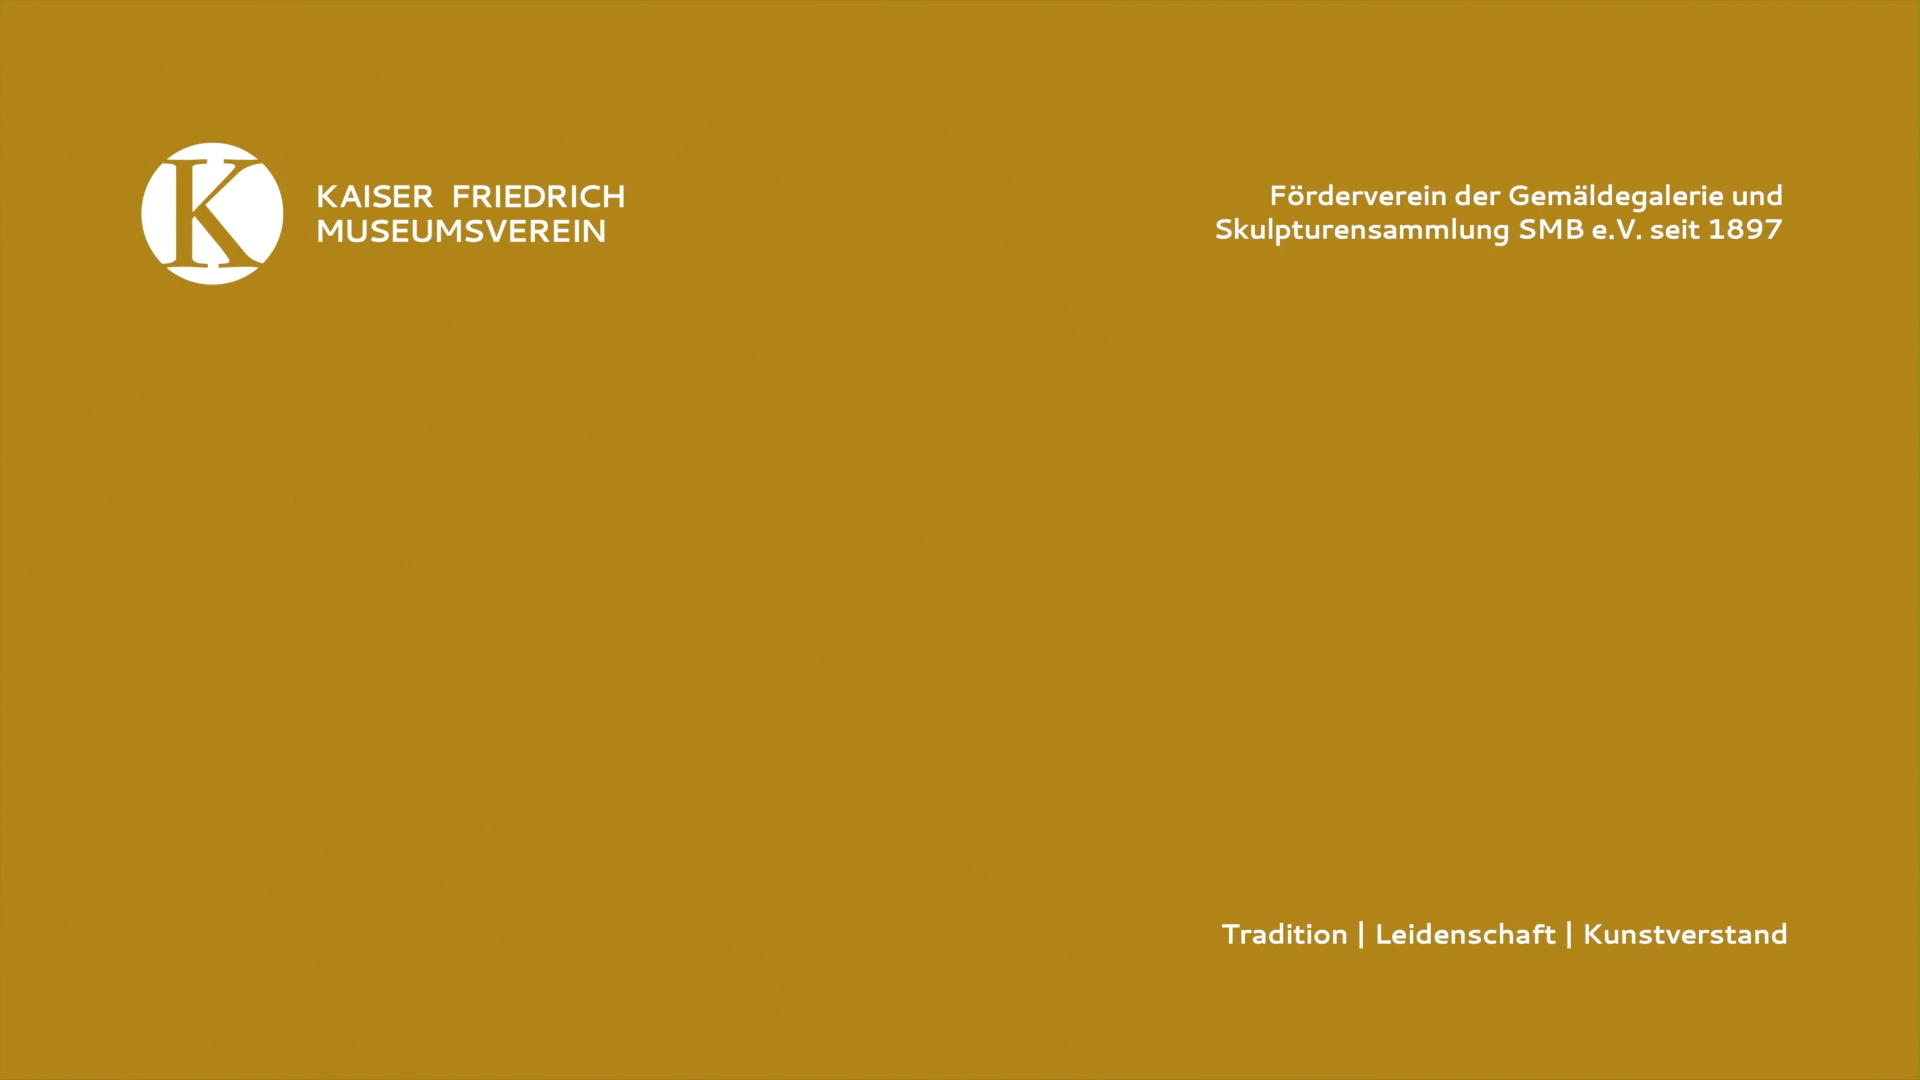 KAISER FRIEDRICH
MUSEUMSVEREIN
Förderverein der Gemäldegalerie und
Skulpturensammlung SMB e.V. seit 1897
Tradition | Leidenschaft | Kunstverstand